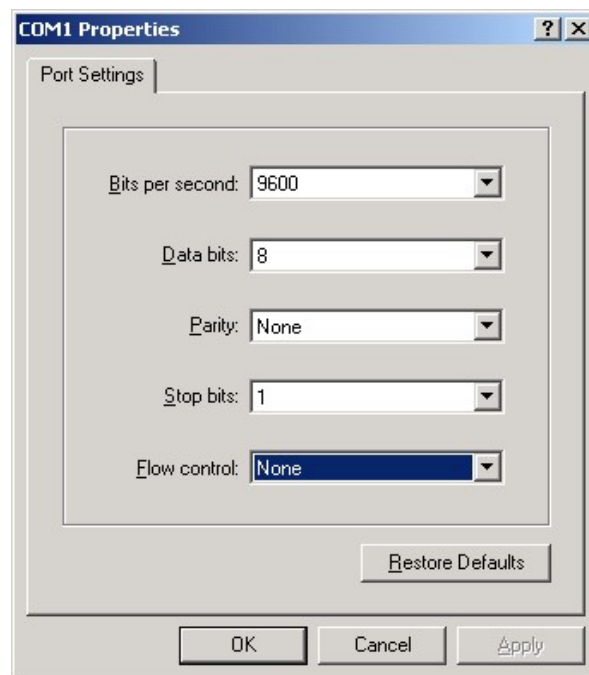 COM1 Properties
Port Settings
Bits per second: 9600
Data bits: 8
Parity: None
Stop bits: 1
Flow control: None
Restore Defaults
OK Cancel Apply